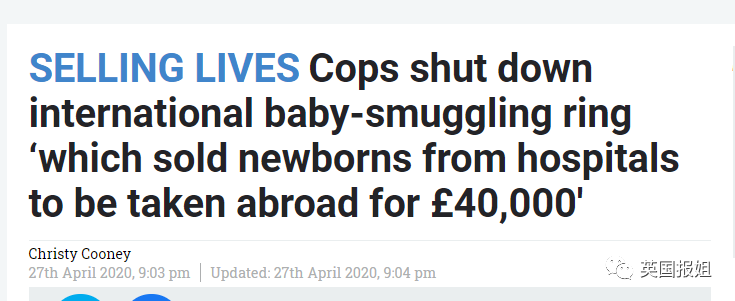 SELLING LIVES Cops shut down
international baby-smuggling ring
‘which sold newborns from hospitals
to be taken abroad for £40,000'
Christy Cooney
27th April 2020, 9:03 pm | Updated: 27th April 2020, 9:04 pm
英国报姐